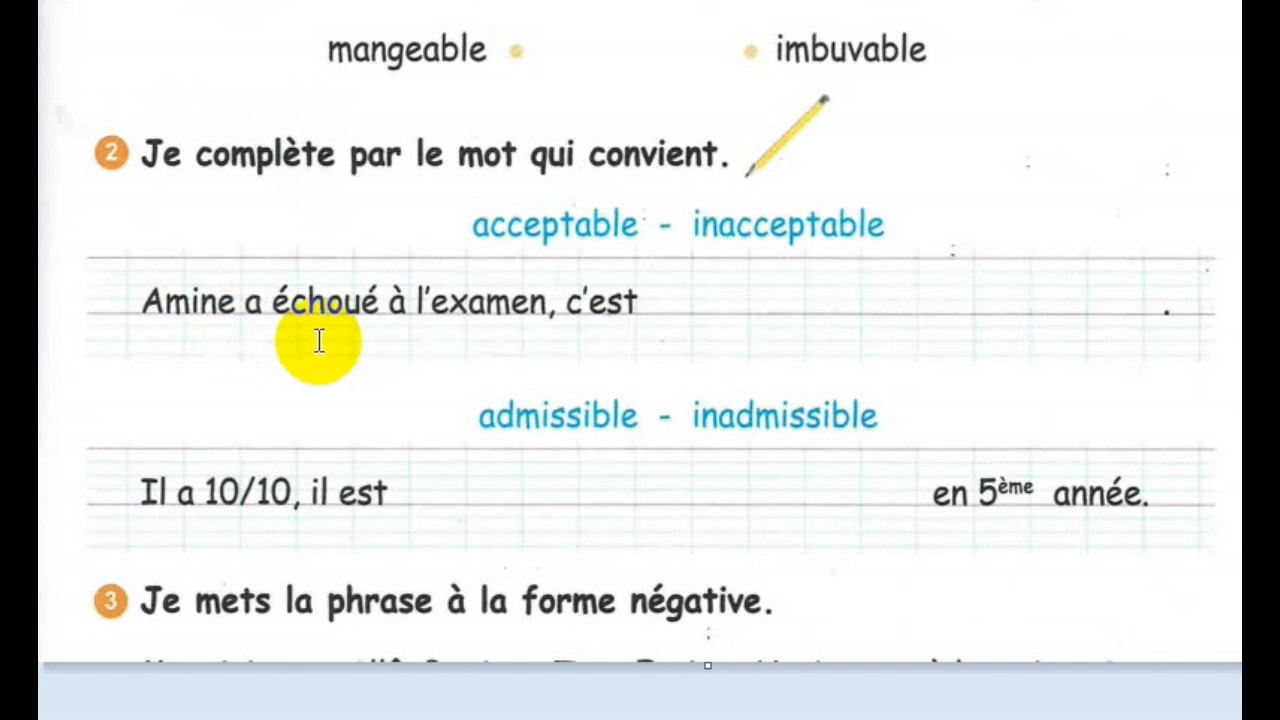 mangeable imbuvable
2 Je complète par le mot qui convient.
acceptable - inacceptable
Amine a échoué à l'examen, c'est .
admissible - inadmissible
Il a 10/10, il est en 5ème année.
3 Je mets la phrase à la forme négative.